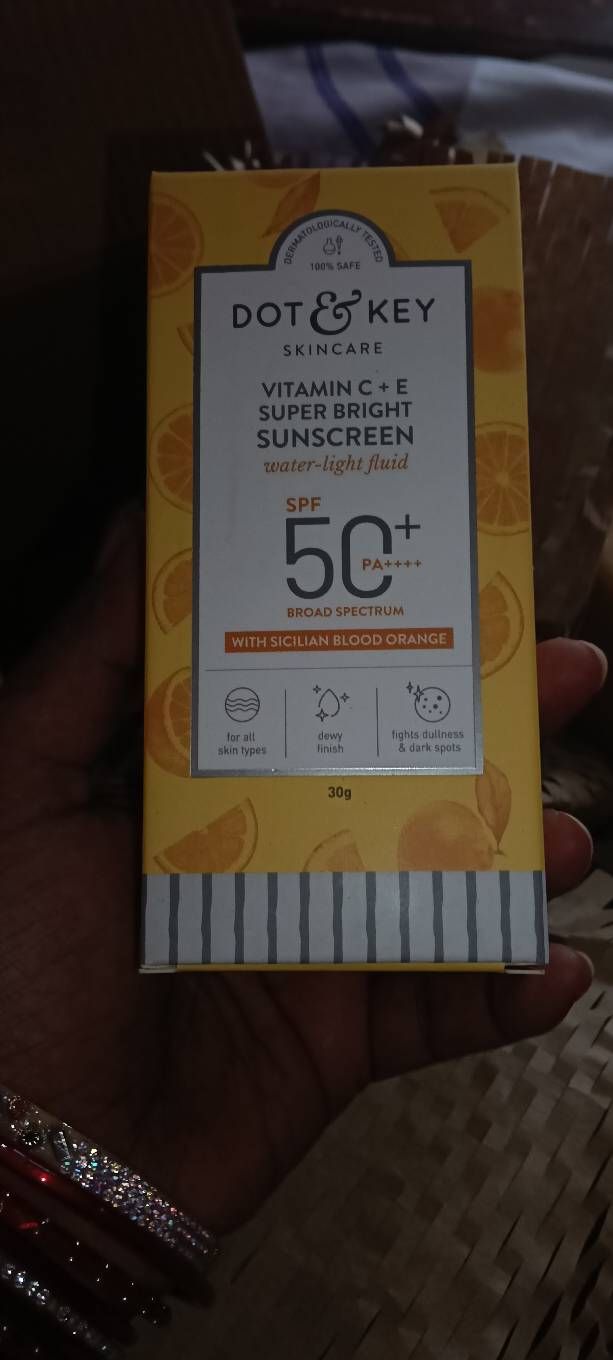 DERMATOLOGICALLY TESTED
100% SAFE
DOT & KEY
SKINCARE
VITAMIN C + E
SUPER BRIGHT
SUNSCREEN
water-light fluid
SPF
50+
PA++++
BROAD SPECTRUM
WITH SICILIAN BLOOD ORANGE
for all
skin types
dewy
finish
fights dullness
& dark spots
30g